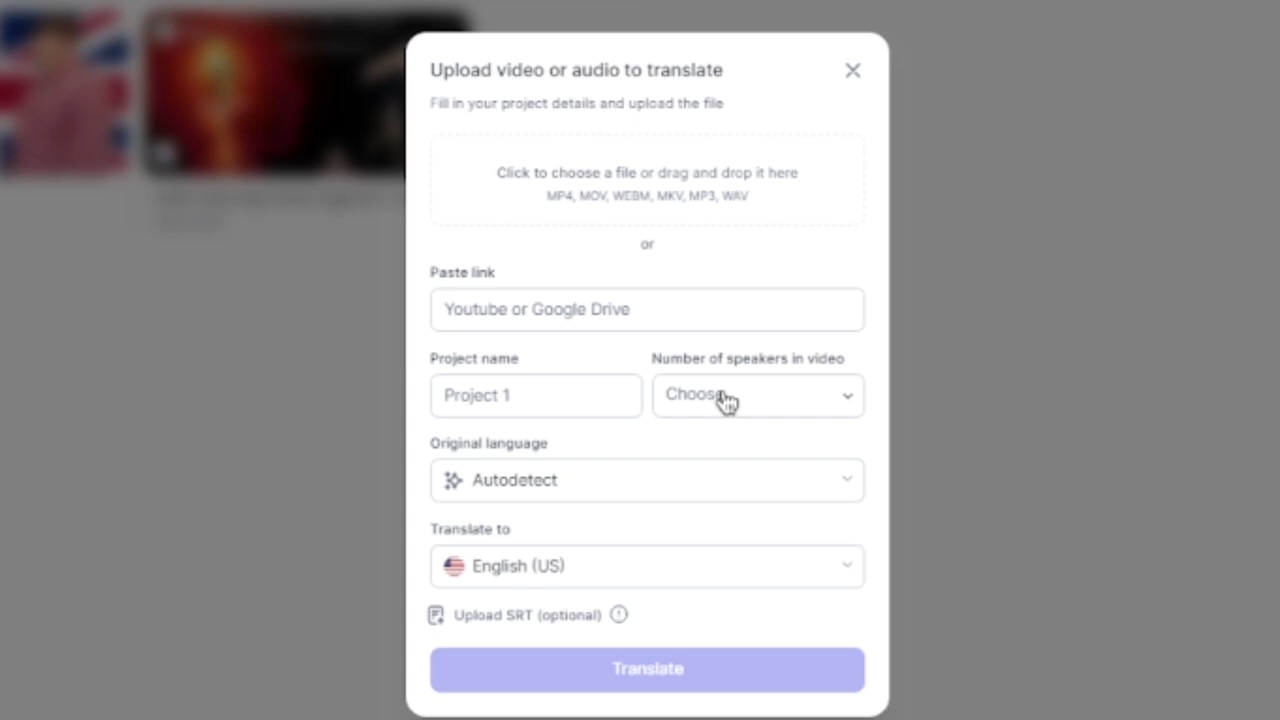 Upload video or audio to translate
Fill in your project details and upload the file
Click to choose a file or drag and drop it here
MP4, MOV, WEBM, MKV, MP3, WAV
or
Paste link
Youtube or Google Drive
Project name
Number of speakers in video
Project 1
Choose
Original language
Autodetect
Translate to
English (US)
Upload SRT (optional)
Translate